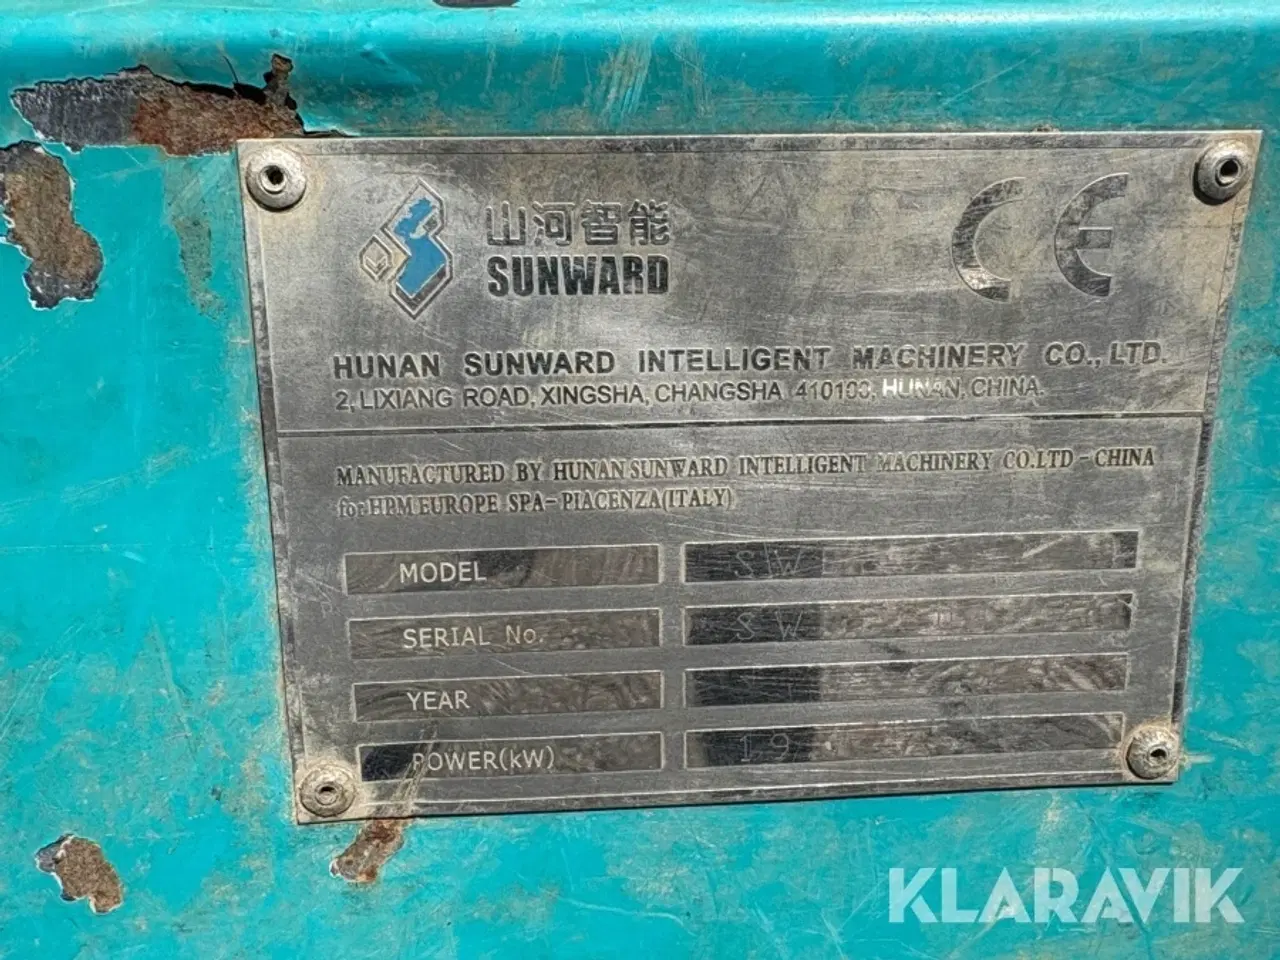 山河智能
SUNWARD
CE
HUNAN SUNWARD INTELLIGENT MACHINERY CO., LTD.
2, LIXIANG ROAD, XINGSHA, CHANGSHA 410100, HUNAN, CHINA.
MANUFACTURED BY HUNAN SUNWARD INTELLIGENT MACHINERY CO.LTD - CHINA
for HPM EUROPE SPA-PIACENZA(ITALY)
MODEL SW
SERIAL No. SW
YEAR
POWER(kW) 19
KLARAVIK